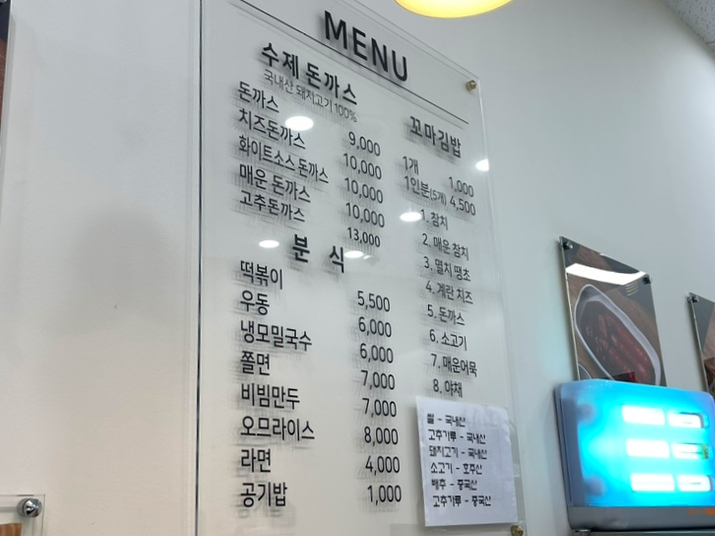 MENU
수제 돈까스
국내산 돼지고기 100%
돈까스 9,000
치즈돈까스 10,000
화이트소스 돈까스 10,000
매운 돈까스 10,000
고추돈까스 13,000
분 식
떡볶이 5,500
우동 6,000
냉모밀국수 6,000
쫄면 7,000
비빔만두 7,000
오므라이스 8,000
라면 4,000
공기밥 1,000
꼬마김밥
1개 1,000
1인분(5개) 4,500
1. 참치
2. 매운 참치
3. 멸치 땡초
4. 계란 치즈
5. 돈까스
6. 소고기
7. 매운어묵
8. 야채
쌀 - 국내산
고추가루 - 국내산
돼지고기 - 국내산
소고기 - 호주산
배추 - 중국산
고추가루 - 중국산